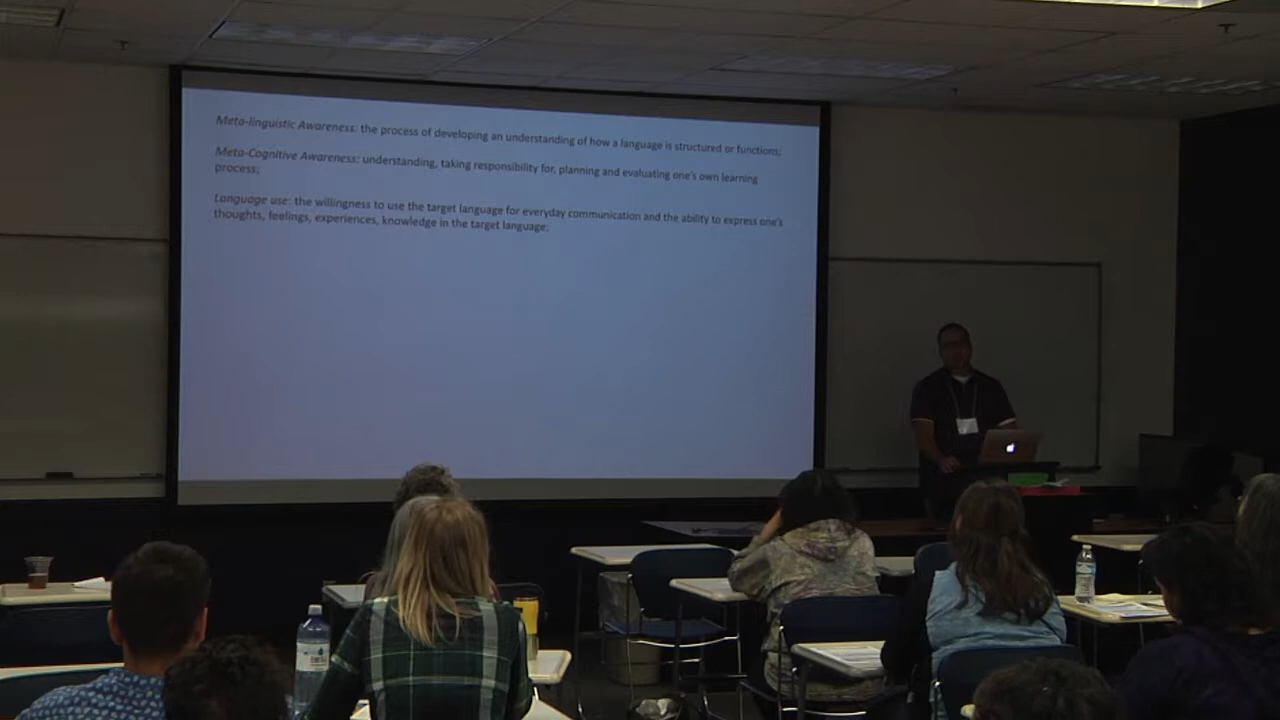 Meta-linguistic Awareness: the process of developing an understanding of how a language is structured or functions;
Meta-Cognitive Awareness: understanding, taking responsibility for, planning and evaluating one's own learning
process;
Language use: the willingness to use the target language for everyday communication and the ability to express one's
thoughts, feelings, experiences, knowledge in the target language;